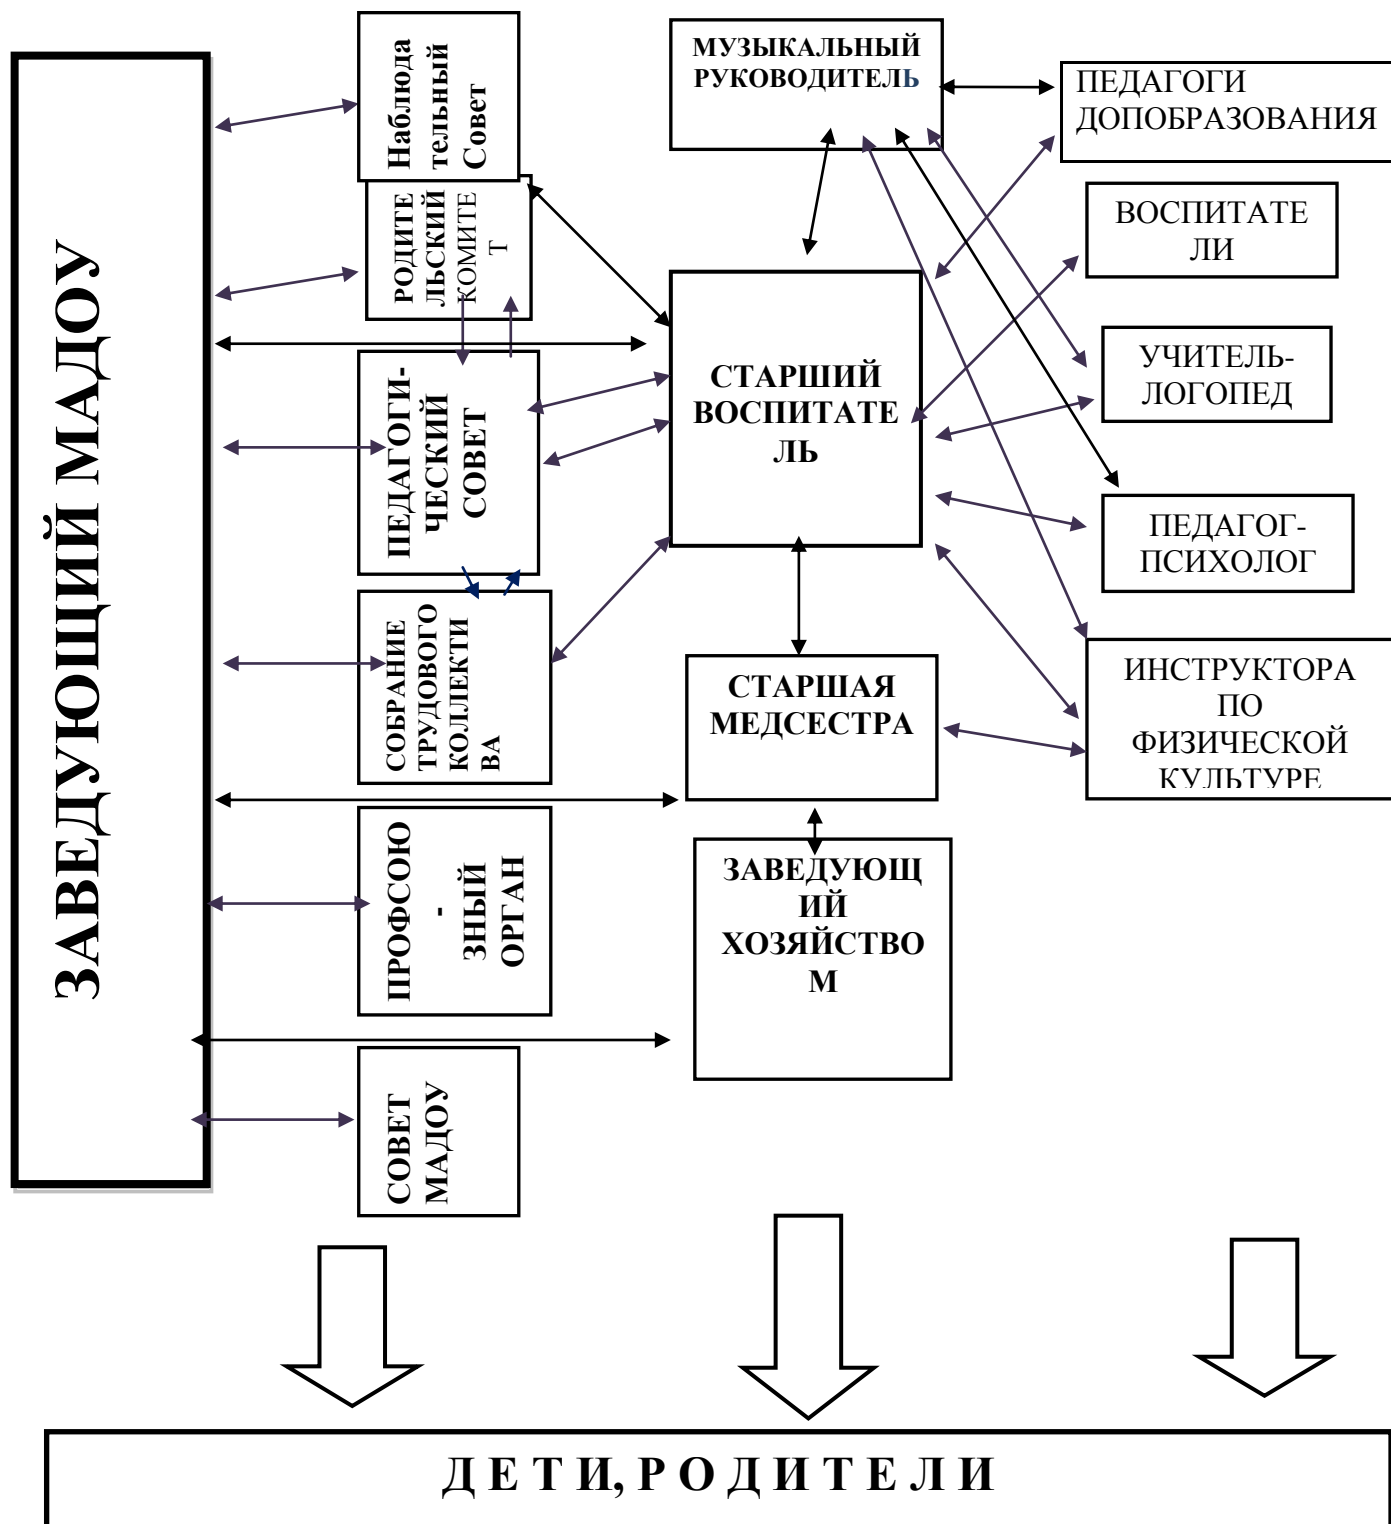 ЗАВЕДУЮЩИЙ МАДОУ
Наблюда
тельный
Совет
РОДИТЕ
ЛЬСКИЙ
КОМИТЕ
Т
ПЕДАГОГИ-
ЧЕСКИЙ
СОВЕТ
СОБРАНИЕ
ТРУДОВОГО
КОЛЛЕКТИ
ВА
ПРОФСОЮ
-
ЗНЫЙ
ОРГАН
СОВЕТ
МАДОУ
МУЗЫКАЛЬНЫЙ
РУКОВОДИТЕЛЬ
СТАРШИЙ
ВОСПИТАТЕ
ЛЬ
СТАРШАЯ
МЕДСЕСТРА
ЗАВЕДУЮЩ
ИЙ
ХОЗЯЙСТВО
М
ПЕДАГОГИ
ДОПОБРАЗОВАНИЯ
ВОСПИТАТЕ
ЛИ
УЧИТЕЛЬ-
ЛОГОПЕД
ПЕДАГОГ-
ПСИХОЛОГ
ИНСТРУКТОРА
ПО
ФИЗИЧЕСКОЙ
КУЛЬТУРЕ
Д Е Т И, Р О Д И Т Е Л И